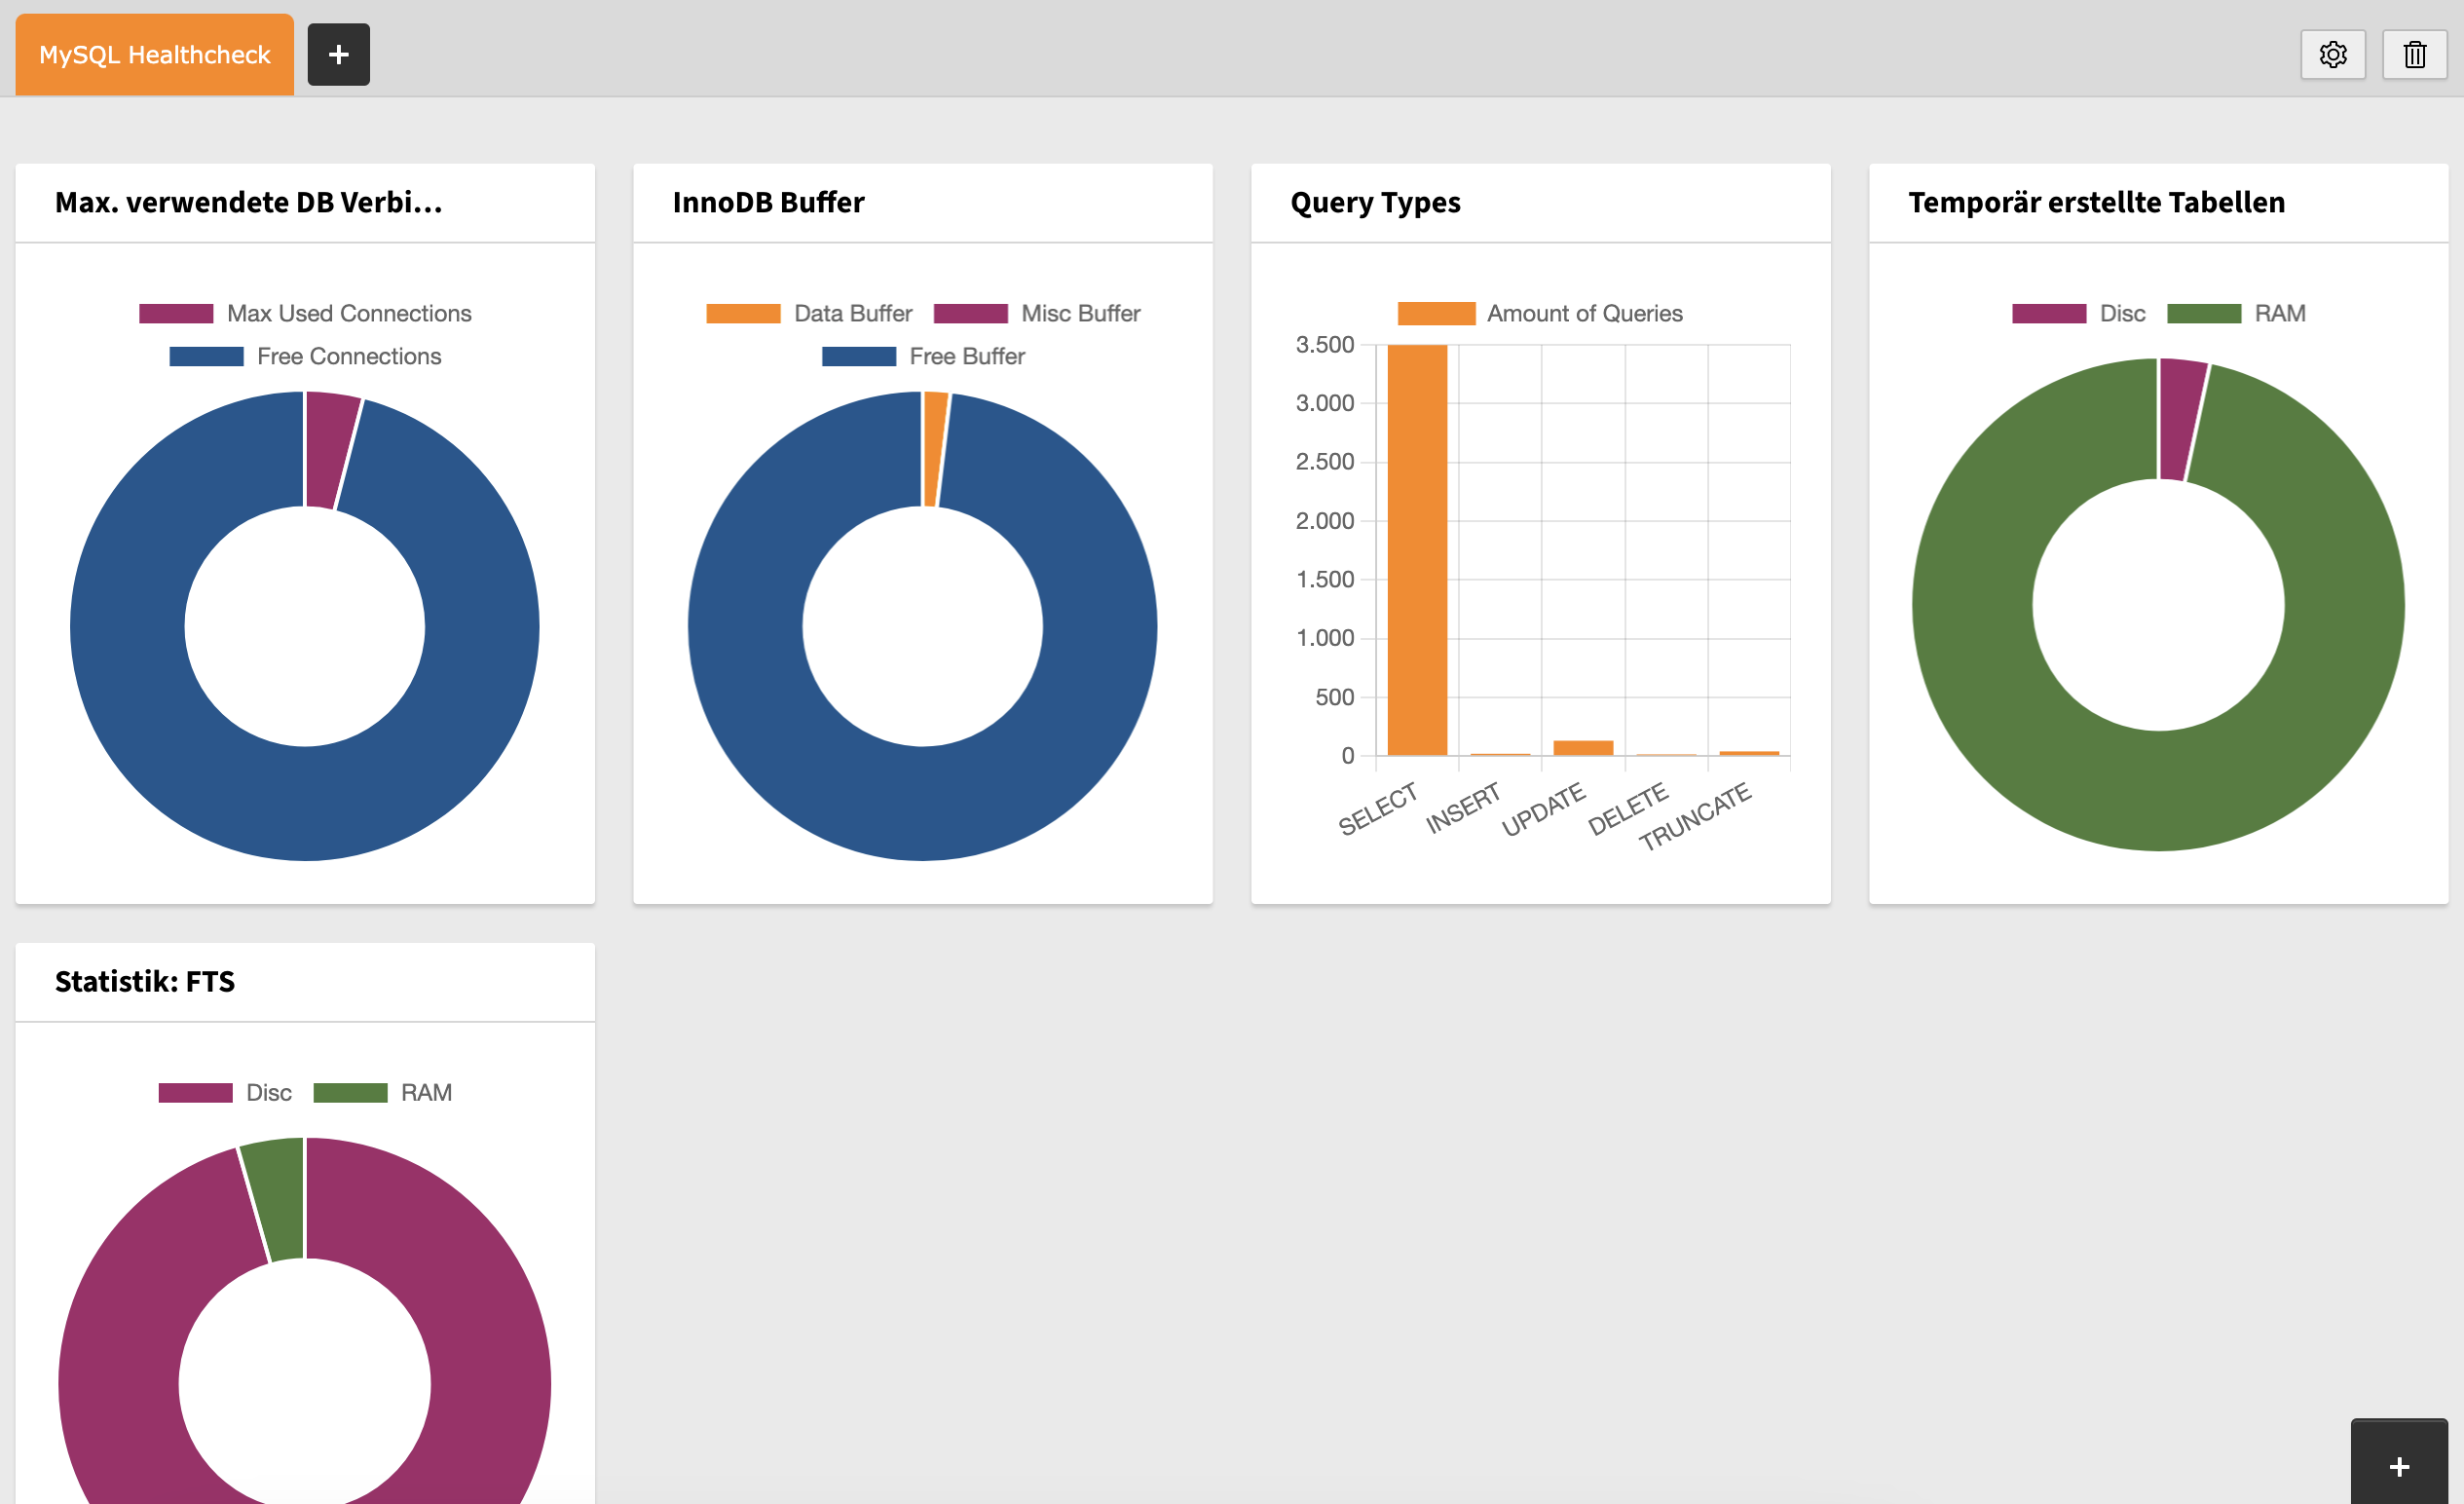 MySQL Healthcheck
+
Max. verwendete DB Verbi...
Max Used Connections
Free Connections
InnoDB Buffer
Data Buffer Misc Buffer
Free Buffer
Query Types
Amount of Queries
3.500
3.000
2.500
2.000
1.500
1.000
500
0
SELECT
INSERT
UPDATE
DELETE
TRUNCATE
Temporär erstellte Tabellen
Disc RAM
Statistik: FTS
Disc RAM
+